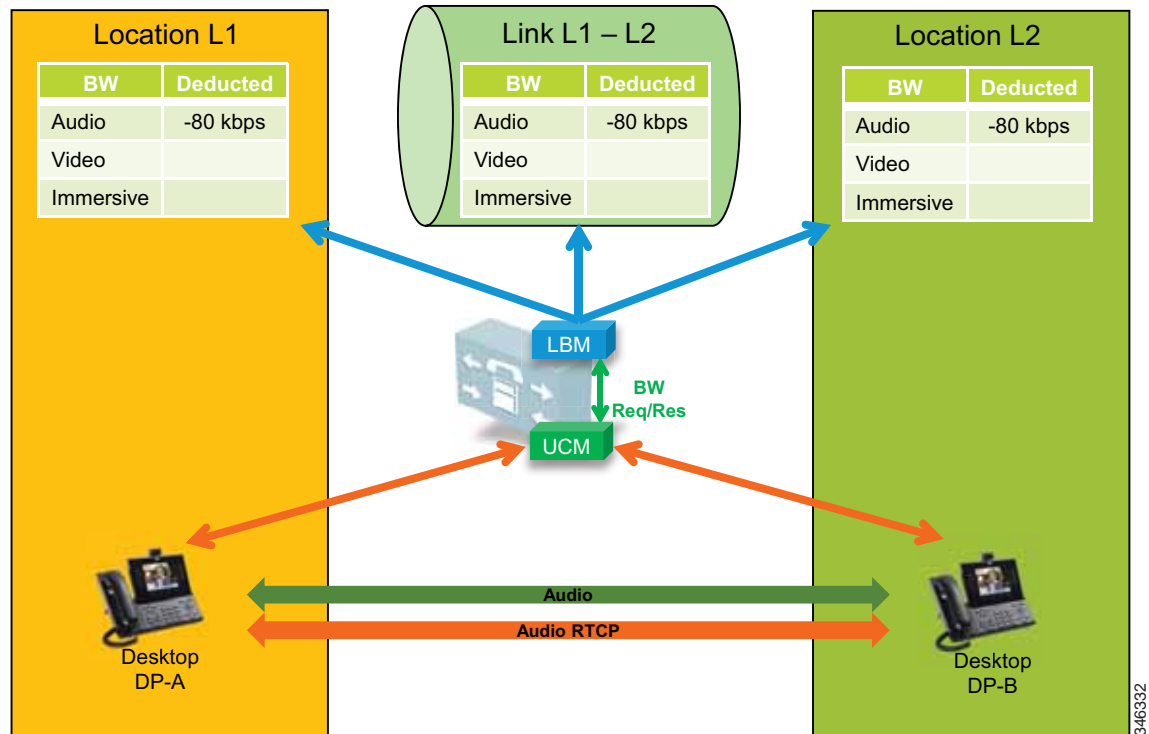 Location L1
BW Deducted
Audio -80 kbps
Video
Immersive
Link L1 – L2
BW Deducted
Audio -80 kbps
Video
Immersive
Location L2
BW Deducted
Audio -80 kbps
Video
Immersive
LBM
BW
Req/Res
UCM
Audio
Audio RTCP
Desktop
DP-A
Desktop
DP-B
346332